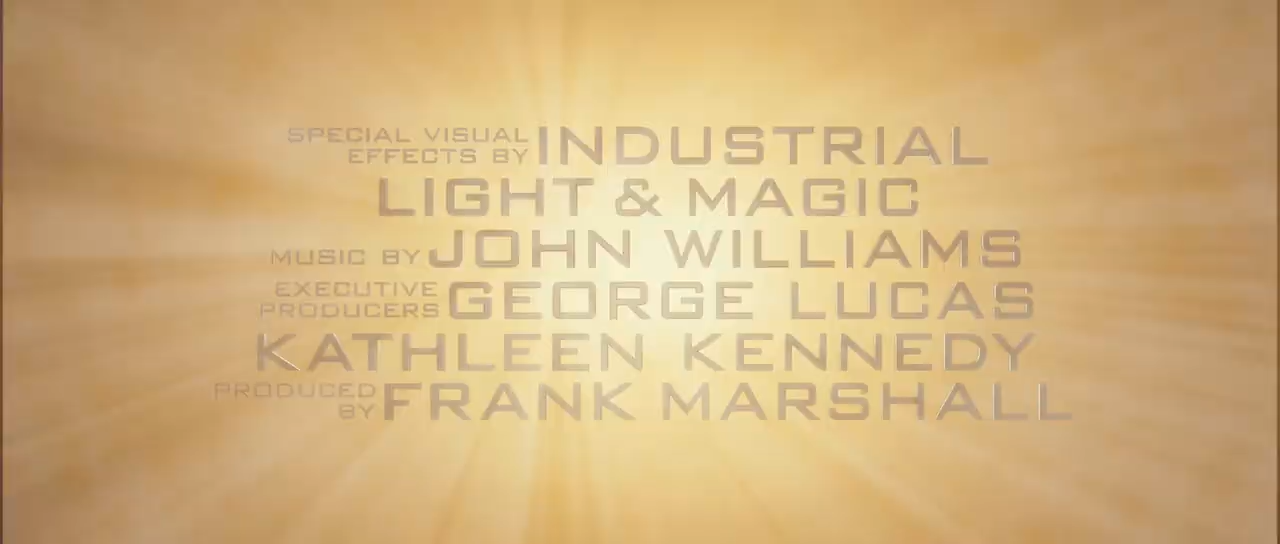 SPECIAL VISUAL
EFFECTS BY INDUSTRIAL
LIGHT & MAGIC
MUSIC BY JOHN WILLIAMS
EXECUTIVE
PRODUCERS GEORGE LUCAS
KATHLEEN KENNEDY
PRODUCED
BY FRANK MARSHALL